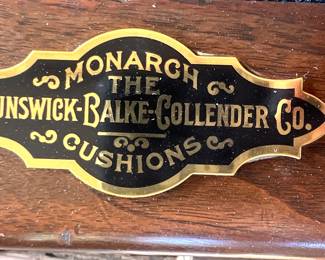 MONARCH
THE
UNSWICK-BALKE-COLLENDER CO.
CUSHIONS